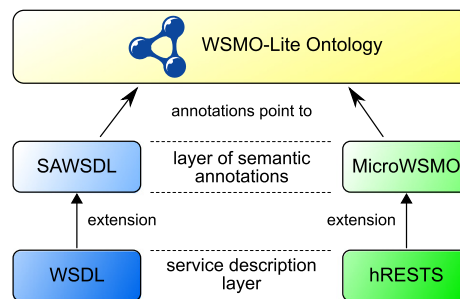 WSMO-Lite Ontology
annotations point to
SAWSDL
layer of semantic
annotations
MicroWSMO
extension
extension
WSDL
service description
layer
hRESTS